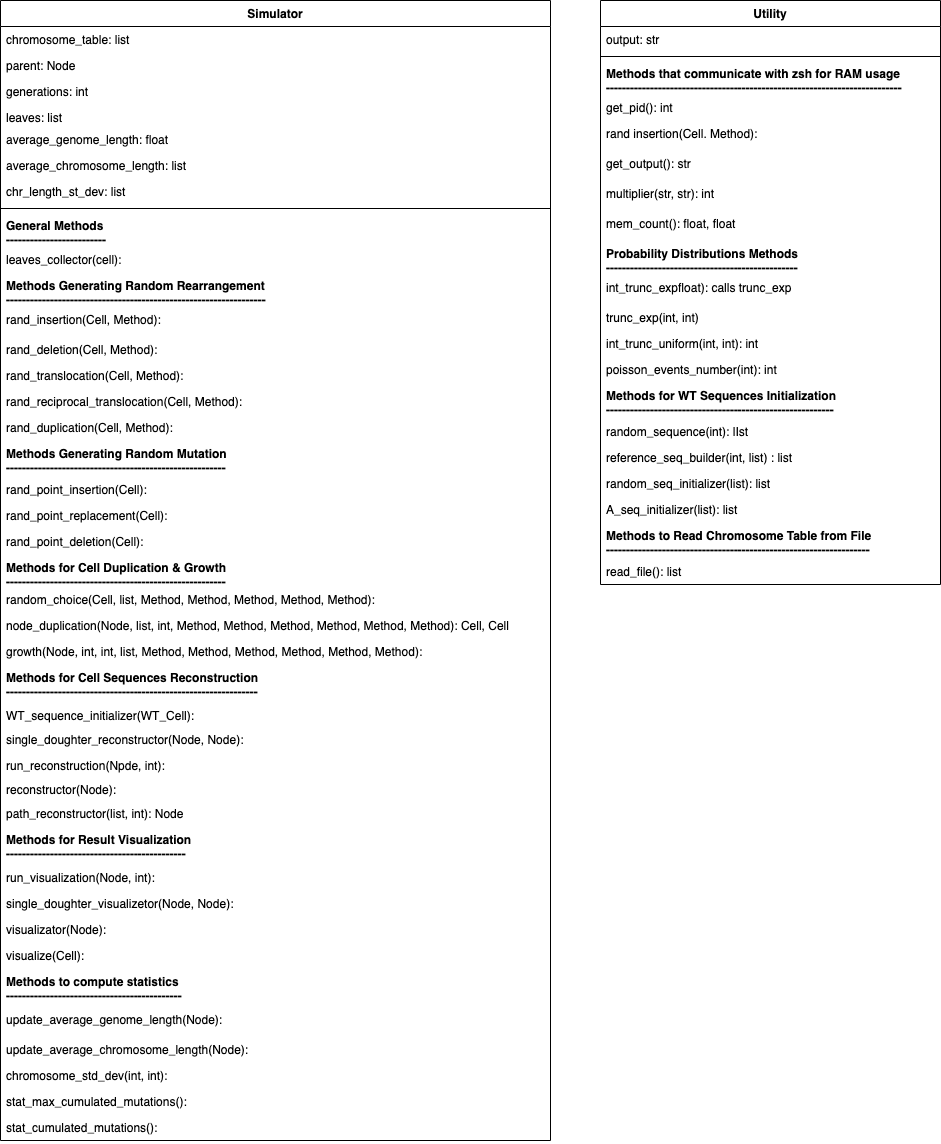 Simulator
chromosome_table: list
parent: Node
generations: int
leaves: list
average_genome_length: float
average_chromosome_length: list
chr_length_st_dev: list
General Methods
-------------------------
leaves_collector(cell):
Methods Generating Random Rearrangement
-----------------------------------------------------------------
rand_insertion(Cell, Method):
rand_deletion(Cell, Method):
rand_translocation(Cell, Method):
rand_reciprocal_translocation(Cell, Method):
rand_duplication(Cell, Method):
Methods Generating Random Mutation
-------------------------------------------------------
rand_point_insertion(Cell):
rand_point_replacement(Cell):
rand_point_deletion(Cell):
Methods for Cell Duplication & Growth
-------------------------------------------------------
random_choice(Cell, list, Method, Method, Method, Method, Method):
node_duplication(Node, list, int, Method, Method, Method, Method, Method, Method): Cell, Cell
growth(Node, int, int, list, Method, Method, Method, Method, Method, Method):
Methods for Cell Sequences Reconstruction
---------------------------------------------------------------
WT_sequence_initializer(WT_Cell):
single_doughter_reconstructor(Node, Node):
run_reconstruction(Npde, int):
reconstructor(Node):
path_reconstructor(list, int): Node
Methods for Result Visualization
---------------------------------------------
run_visualization(Node, int):
single_doughter_visualizetor(Node, Node):
visualizator(Node):
visualize(Cell):
Methods to compute statistics
--------------------------------------------
update_average_genome_length(Node):
update_average_chromosome_length(Node):
chromosome_std_dev(int, int):
stat_max_cumulated_mutations():
stat_cumulated_mutations():
Utility
output: str
Methods that communicate with zsh for RAM usage
--------------------------------------------------------------------------
get_pid(): int
rand insertion(Cell. Method):
get_output(): str
multiplier(str, str): int
mem_count(): float, float
Probability Distributions Methods
------------------------------------------------
int_trunc_expfloat): calls trunc_exp
trunc_exp(int, int)
int_trunc_uniform(int, int): int
poisson_events_number(int): int
Methods for WT Sequences Initialization
---------------------------------------------------------
random_sequence(int): lIst
reference_seq_builder(int, list) : list
random_seq_initializer(list): list
A_seq_initializer(list): list
Methods to Read Chromosome Table from File
------------------------------------------------------------------
read_file(): list